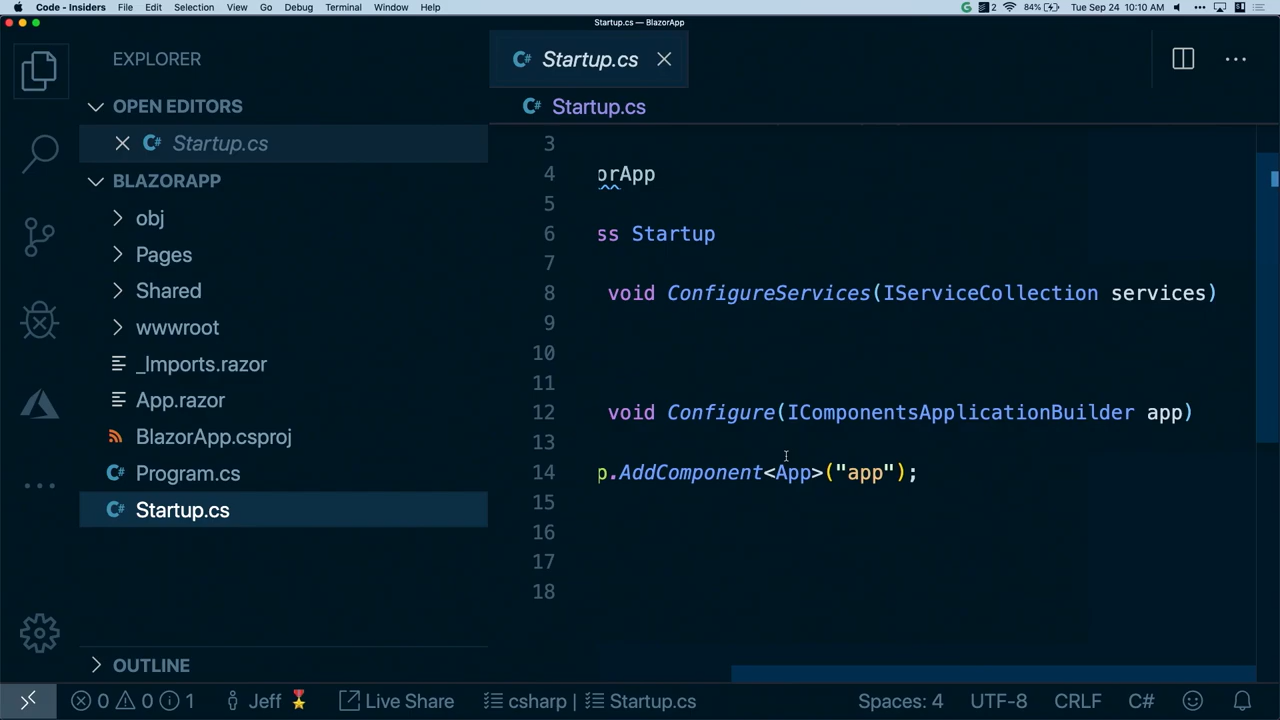 Code - Insiders File Edit Selection View Go Debug Terminal Window Help 2 84% Tue Sep 24 10:10 AM
Startup.cs — BlazorApp
EXPLORER
OPEN EDITORS
Startup.cs
BLAZORAPP
obj
Pages
Shared
wwwroot
_Imports.razor
App.razor
BlazorApp.csproj
Program.cs
Startup.cs
OUTLINE
Startup.cs
Startup.cs
3
4 orApp
5
6 ss Startup
7
8 void ConfigureServices(IServiceCollection services)
9
10
11
12 void Configure(IComponentsApplicationBuilder app)
13
14 p.AddComponent<App>("app");
15
16
17
18
0 0 1 Jeff Live Share csharp | Startup.cs Spaces: 4 UTF-8 CRLF C#